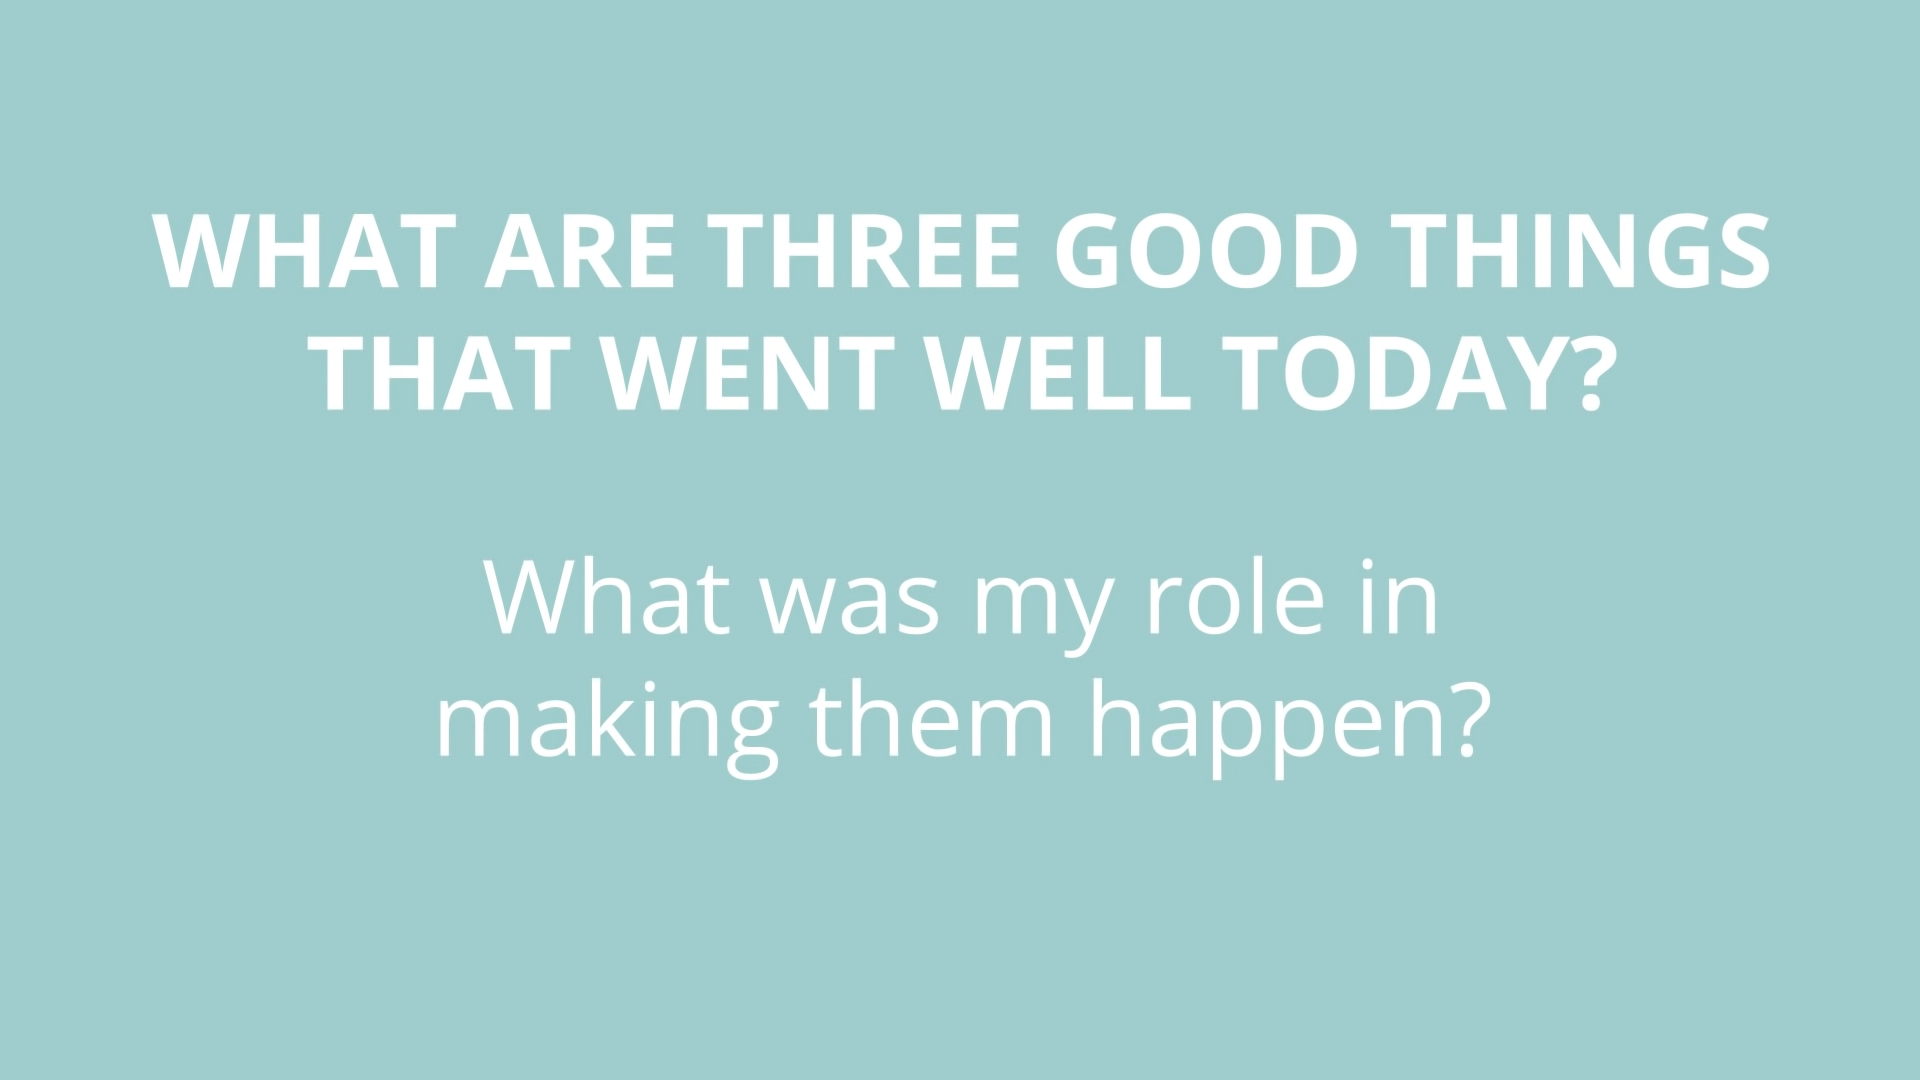 WHAT ARE THREE GOOD THINGS
THAT WENT WELL TODAY?
What was my role in
making them happen?